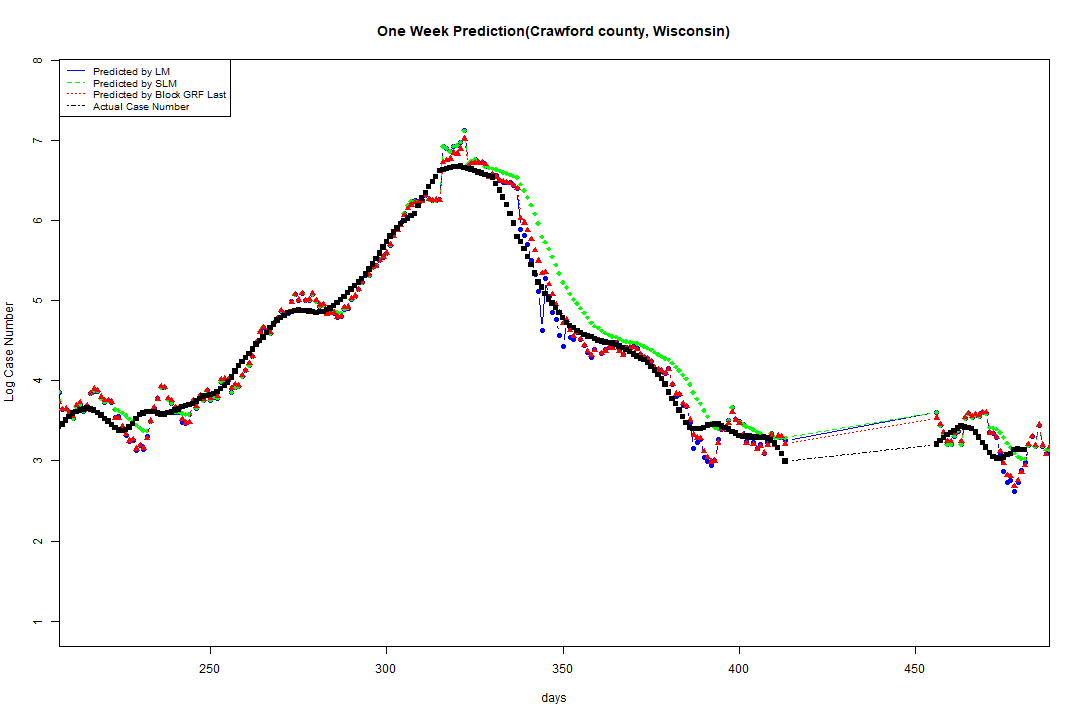 One Week Prediction(Crawford county, Wisconsin)
Predicted by LM
Predicted by SLM
Predicted by Block GRF Last
Actual Case Number
Log Case Number
8
7
6
5
4
3
2
1
250 300 350 400 450
days